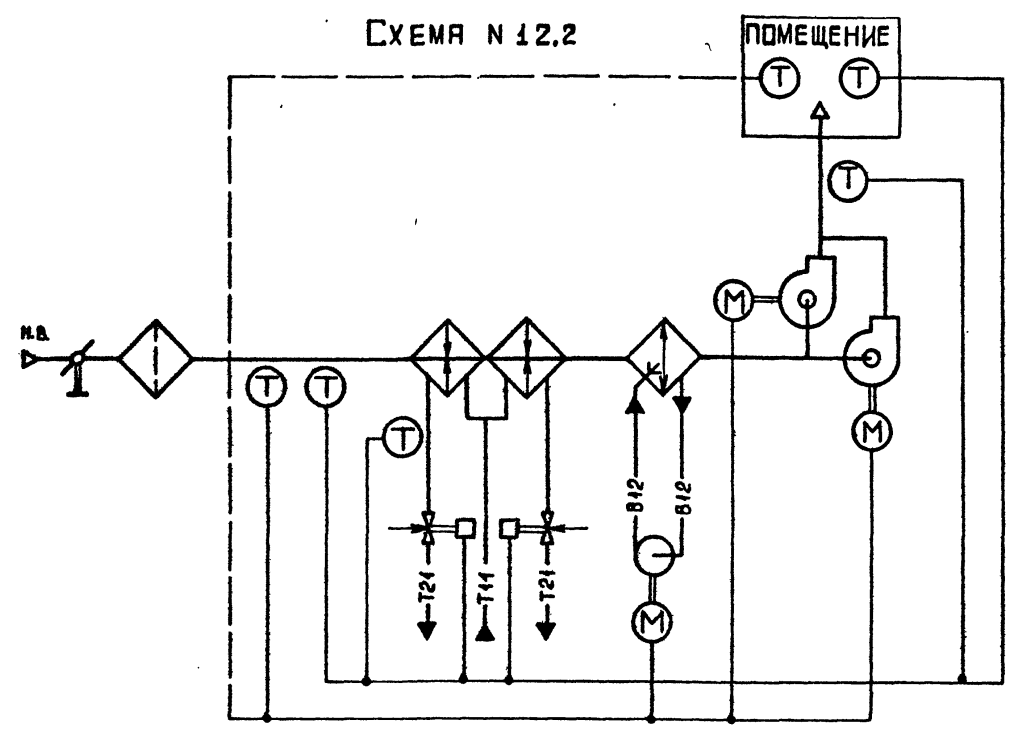 СХЕМА N 12.2
ПОМЕЩЕНИЕ
Т Т
Т
М
Н.В.
Т Т
Т
М
В12 В12
Т21 Т11 Т21
М